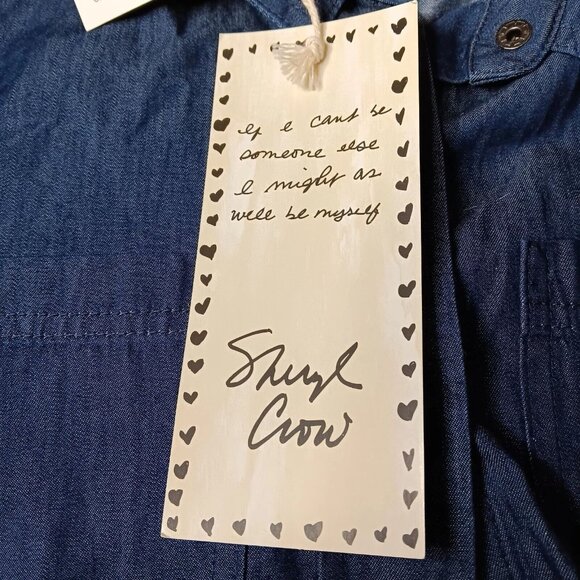 if I can't be
someone else
I might as
well be myself
Sheryl
Crow